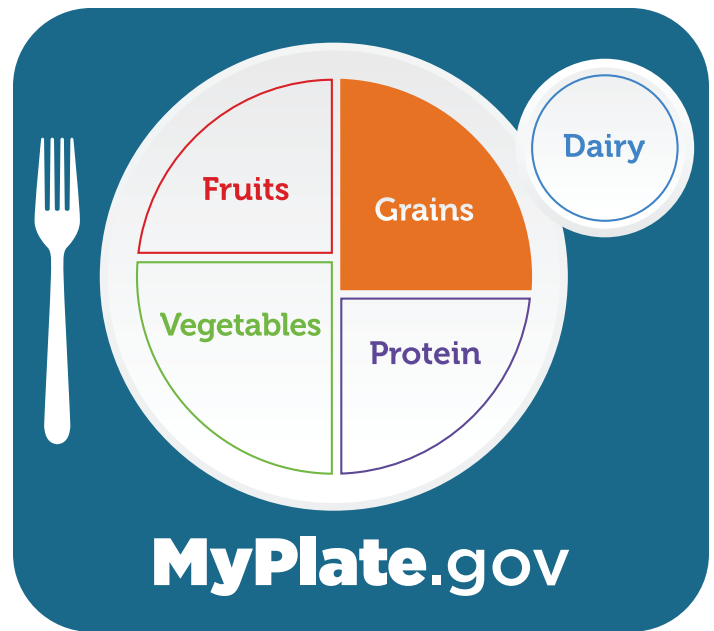 Dairy
Fruits
Grains
Vegetables
Protein
MyPlate.gov